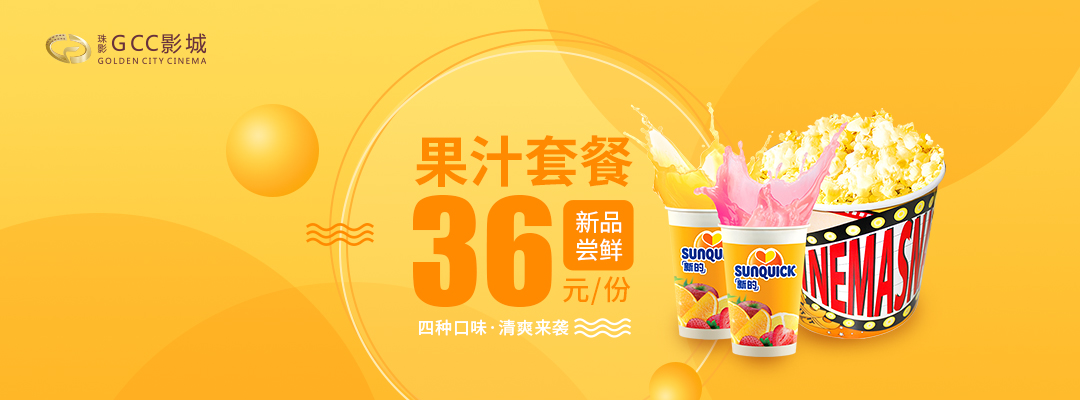 珠影 GCC影城
GOLDEN CITY CINEMA
果汁套餐
36
新品
尝鲜
元/份
四种口味·清爽来袭
SUNQUICK
新的
SUNQUICK
新的
NEMASN